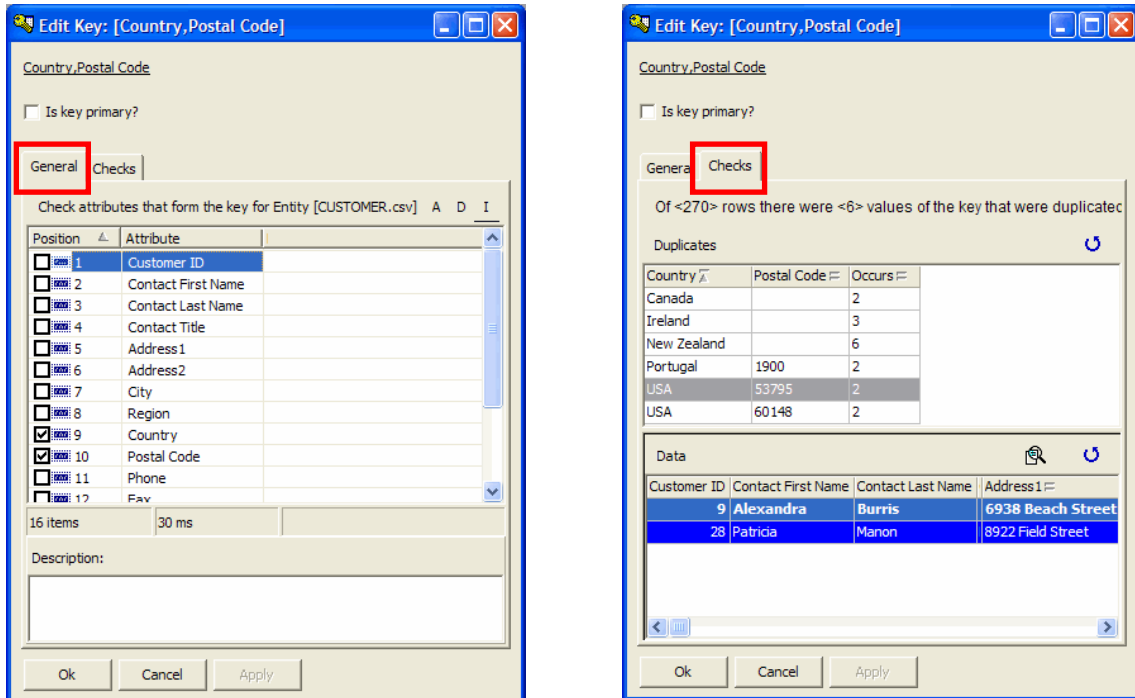 Edit Key: [Country,Postal Code]
Country,Postal Code
Is key primary?
General Checks
Check attributes that form the key for Entity [CUSTOMER.csv] A D I
Position Attribute
1 Customer ID
2 Contact First Name
3 Contact Last Name
4 Contact Title
5 Address1
6 Address2
7 City
8 Region
9 Country
10 Postal Code
11 Phone
12 Fax
16 items 30 ms
Description:
Ok Cancel Apply
Edit Key: [Country,Postal Code]
Country,Postal Code
Is key primary?
Genera Checks
Of <270> rows there were <6> values of the key that were duplicated
Duplicates
Country Postal Code Occurs
Canada 2
Ireland 3
New Zealand 6
Portugal 1900 2
USA 53795 2
USA 60148 2
Data
Customer ID Contact First Name Contact Last Name Address1
9 Alexandra Burris 6938 Beach Street
28 Patricia Manon 8922 Field Street
Ok Cancel Apply